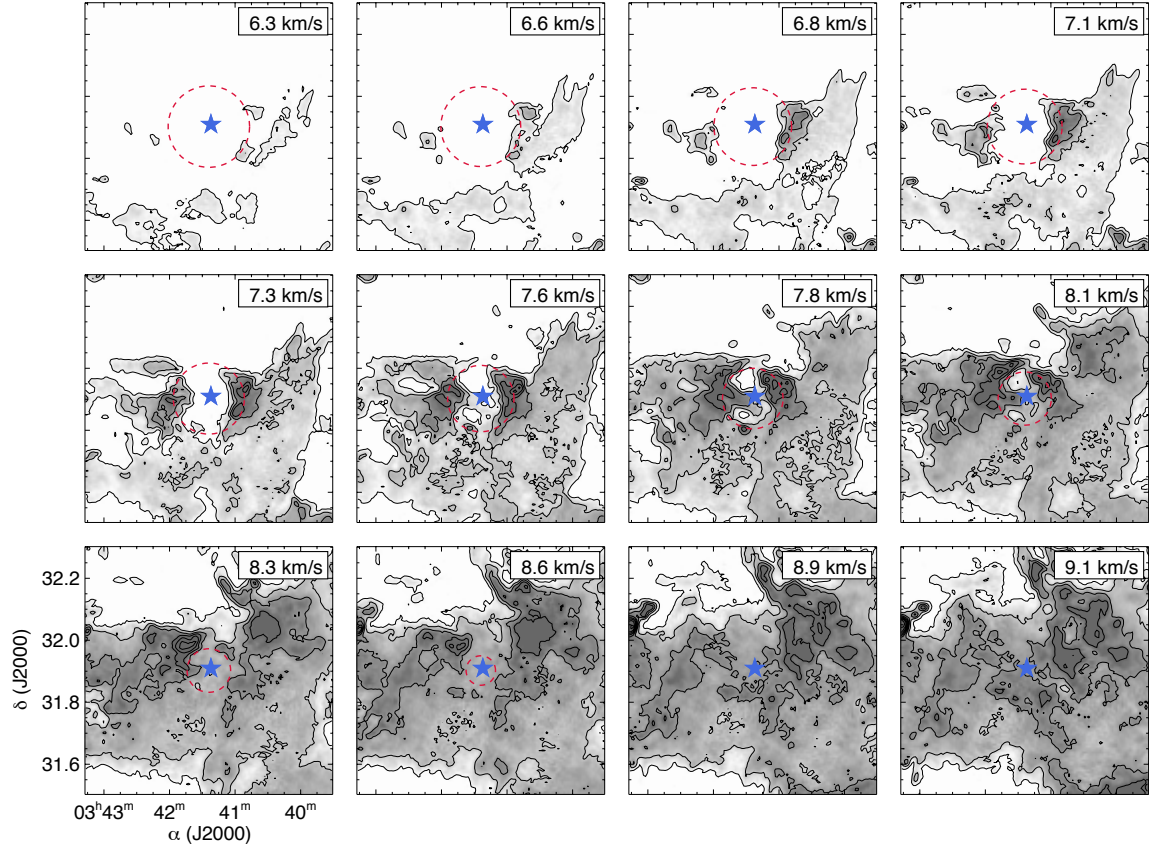 6.3 km/s
6.6 km/s
6.8 km/s
7.1 km/s
7.3 km/s
7.6 km/s
7.8 km/s
8.1 km/s
8.3 km/s
8.6 km/s
8.9 km/s
9.1 km/s
32.2
32.0
31.8
31.6
δ (J2000)
03ʰ43ᵐ 42ᵐ 41ᵐ 40ᵐ
α (J2000)